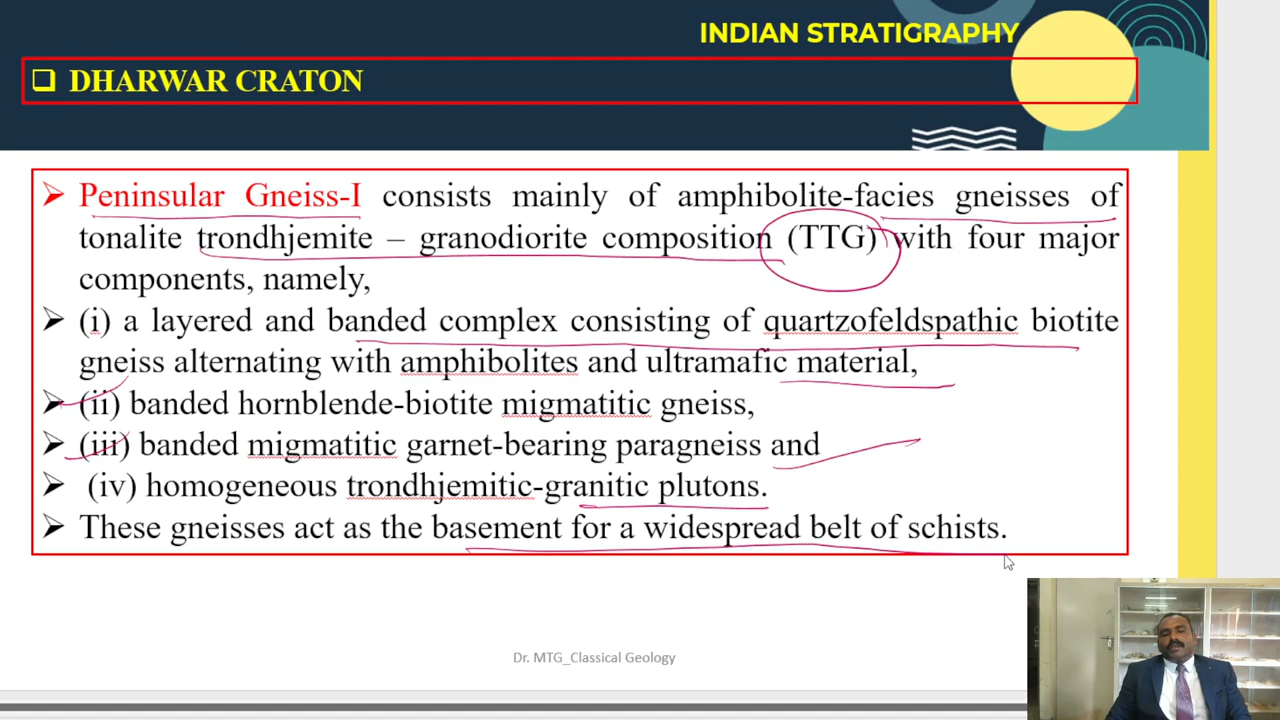 INDIAN STRATIGRAPHY
❑ DHARWAR CRATON
➢ Peninsular Gneiss-I consists mainly of amphibolite-facies gneisses of
tonalite trondhjemite – granodiorite composition (TTG) with four major
components, namely,
➢ (i) a layered and banded complex consisting of quartzofeldspathic biotite
gneiss alternating with amphibolites and ultramafic material,
➢ (ii) banded hornblende-biotite migmatitic gneiss,
➢ (iii) banded migmatitic garnet-bearing paragneiss and
➢ (iv) homogeneous trondhjemitic-granitic plutons.
➢ These gneisses act as the basement for a widespread belt of schists.
Dr. MTG_Classical Geology